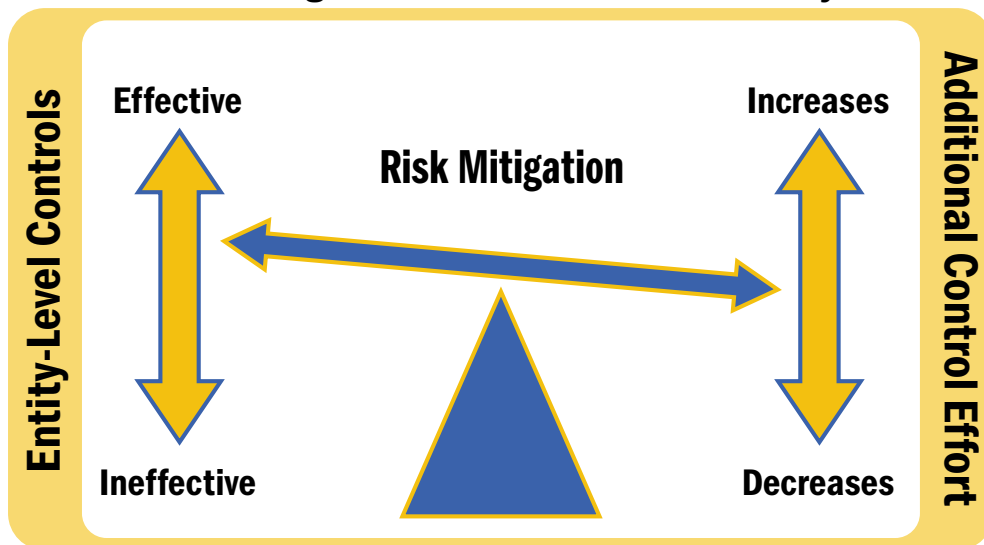 Entity-Level Controls
Effective
Ineffective
Risk Mitigation
Increases
Decreases
Additional Control Effort